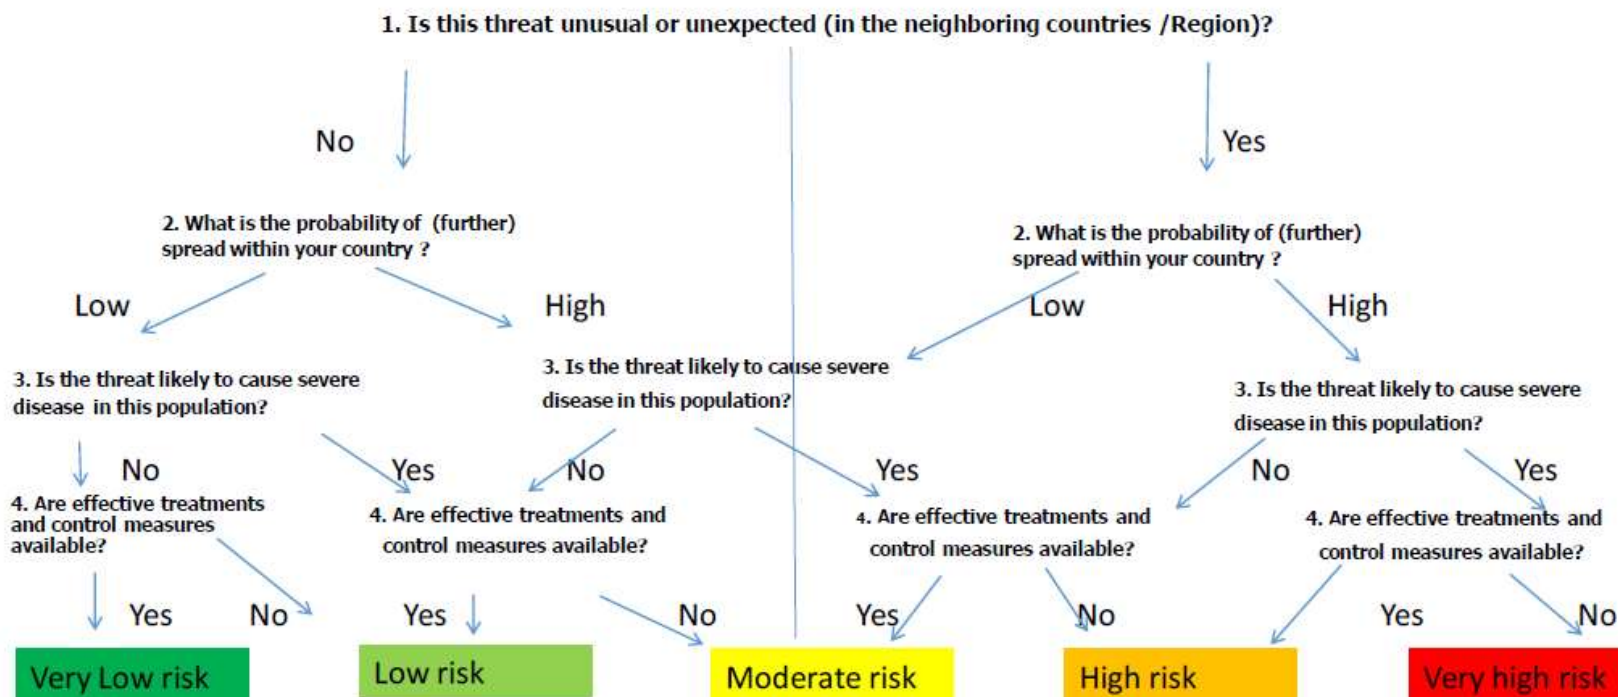 1. Is this threat unusual or unexpected (in the neighboring countries /Region)?
No
Yes
2. What is the probability of (further)
spread within your country ?
2. What is the probability of (further)
spread within your country ?
Low
High
Low
High
3. Is the threat likely to cause severe
disease in this population?
3. Is the threat likely to cause severe
disease in this population?
3. Is the threat likely to cause severe
disease in this population?
No
Yes
No
Yes
No
Yes
4. Are effective treatments
and control measures
available?
4. Are effective treatments and
control measures available?
4. Are effective treatments and
control measures available?
4. Are effective treatments and
control measures available?
Yes
No
Yes
No
Yes
No
Yes
No
Very Low risk
Low risk
Moderate risk
High risk
Very high risk